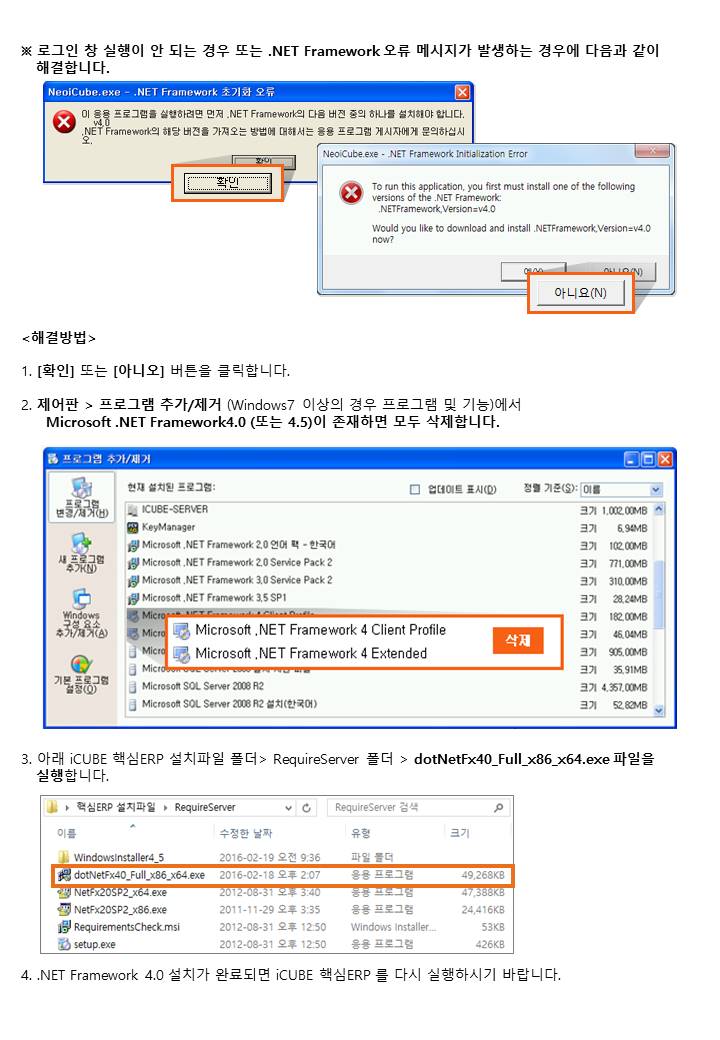 ※ 로그인 창 실행이 안 되는 경우 또는 .NET Framework 오류 메시지가 발생하는 경우에 다음과 같이
해결합니다.
NeoiCube.exe - .NET Framework 초기화 오류
이 응용 프로그램을 실행하려면 먼저 .NET Framework의 다음 버전 중의 하나를 설치해야 합니다.
v4.0
.NET Framework의 해당 버전을 가져오는 방법에 대해서는 응용 프로그램 게시자에게 문의하십시
오.
확인
확인
NeoiCube.exe - .NET Framework Initialization Error
To run this application, you first must install one of the following
versions of the .NET Framework:
.NETFramework,Version=v4.0
Would you like to download and install .NETFramework,Version=v4.0
now?
예(Y)
아니요(N)
아니요(N)
<해결방법>
1. [확인] 또는 [아니오] 버튼을 클릭합니다.
2. 제어판 > 프로그램 추가/제거 (Windows7 이상의 경우 프로그램 및 기능)에서
Microsoft .NET Framework4.0 (또는 4.5)이 존재하면 모두 삭제합니다.
프로그램 추가/제거
프로그램
변경/제거(H)
새 프로그램
추가(N)
Windows
구성 요소
추가/제거(A)
기본 프로그램
설정(O)
현재 설치된 프로그램:
업데이트 표시(D)
정렬 기준(S): 이름
ICUBE-SERVER 크기 1,002.00MB
KeyManager 크기 6.94MB
Microsoft .NET Framework 2.0 언어 팩 - 한국어 크기 102.00MB
Microsoft .NET Framework 2.0 Service Pack 2 크기 771.00MB
Microsoft .NET Framework 3.0 Service Pack 2 크기 310.00MB
Microsoft .NET Framework 3.5 SP1 크기 28.24MB
Microsoft .NET Framework 4 Client Profile 크기 182.00MB
Micro 크기 46.04MB
Micro 크기 905.00MB
Microsoft SQL Server 2008 설치 지원 파일 크기 35.91MB
Microsoft SQL Server 2008 R2 크기 4,357.00MB
Microsoft SQL Server 2008 R2 설치(한국어) 크기 52.82MB
Microsoft .NET Framework 4 Client Profile
Microsoft .NET Framework 4 Extended
삭제
3. 아래 iCUBE 핵심ERP 설치파일 폴더> RequireServer 폴더 > dotNetFx40_Full_x86_x64.exe 파일을
실행합니다.
핵심ERP 설치파일 RequireServer
RequireServer 검색
이름 수정한 날짜 유형 크기
WindowsInstaller4_5 2016-02-19 오전 9:36 파일 폴더
dotNetFx40_Full_x86_x64.exe 2016-02-18 오후 2:07 응용 프로그램 49,268KB
NetFx20SP2_x64.exe 2012-08-31 오후 3:40 응용 프로그램 47,388KB
NetFx20SP2_x86.exe 2011-11-29 오후 3:35 응용 프로그램 24,416KB
RequirementsCheck.msi 2012-08-31 오후 12:50 Windows Installer... 53KB
setup.exe 2012-08-31 오후 12:50 응용 프로그램 426KB
4. .NET Framework 4.0 설치가 완료되면 iCUBE 핵심ERP 를 다시 실행하시기 바랍니다.